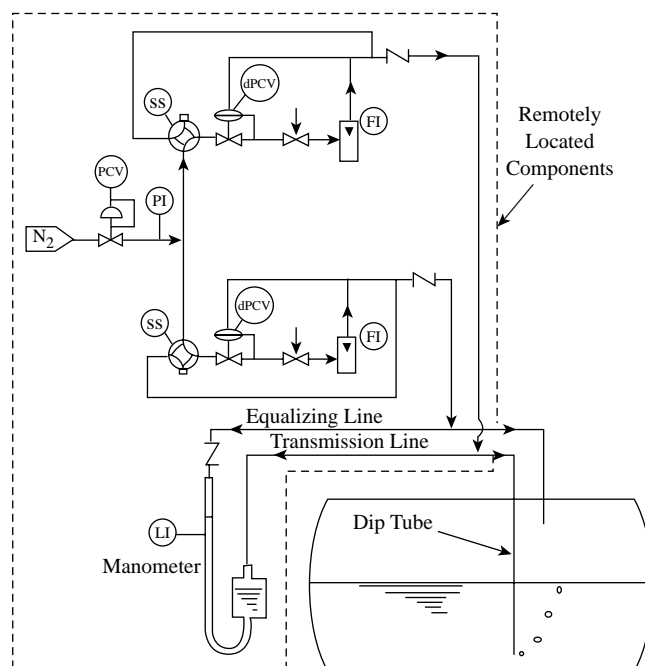 SS
dPCV
FI
Remotely
Located
Components
PCV
PI
N2
SS
dPCV
FI
Equalizing Line
Transmission Line
LI
Manometer
Dip Tube